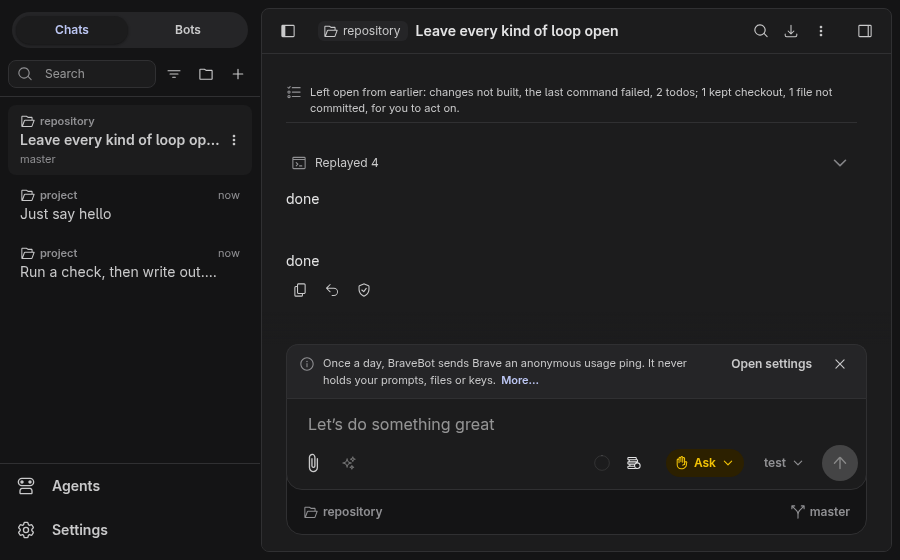 Chats
Bots
Search
repository
Leave every kind of loop op...
master
project
now
Just say hello
project
now
Run a check, then write out....
Agents
Settings
repository
Leave every kind of loop open
Left open from earlier: changes not built, the last command failed, 2 todos; 1 kept checkout, 1 file not
committed, for you to act on.
Replayed 4
done
done
Once a day, BraveBot sends Brave an anonymous usage ping. It never
holds your prompts, files or keys. More...
Open settings
Let's do something great
Ask
test
repository
master